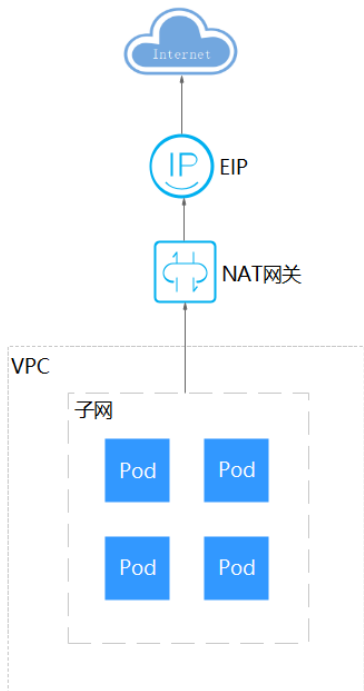 Internet
IP
EIP
NAT网关
VPC
子网
Pod Pod
Pod Pod